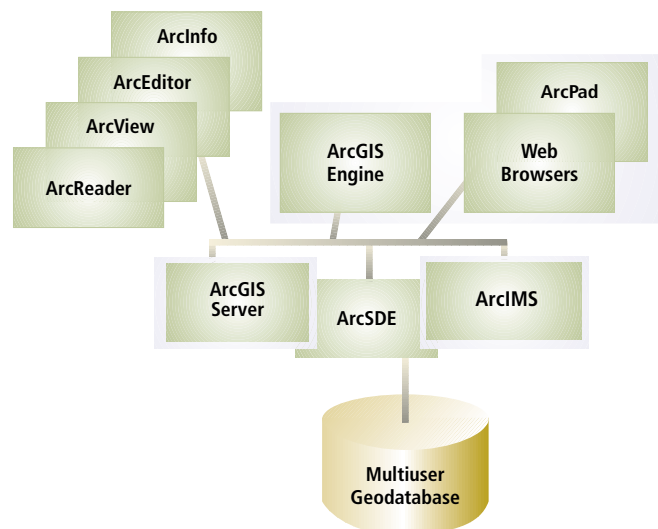 ArcInfo
ArcEditor
ArcView
ArcReader
ArcGIS
Engine
ArcPad
Web
Browsers
ArcGIS
Server
ArcSDE
ArcIMS
Multiuser
Geodatabase